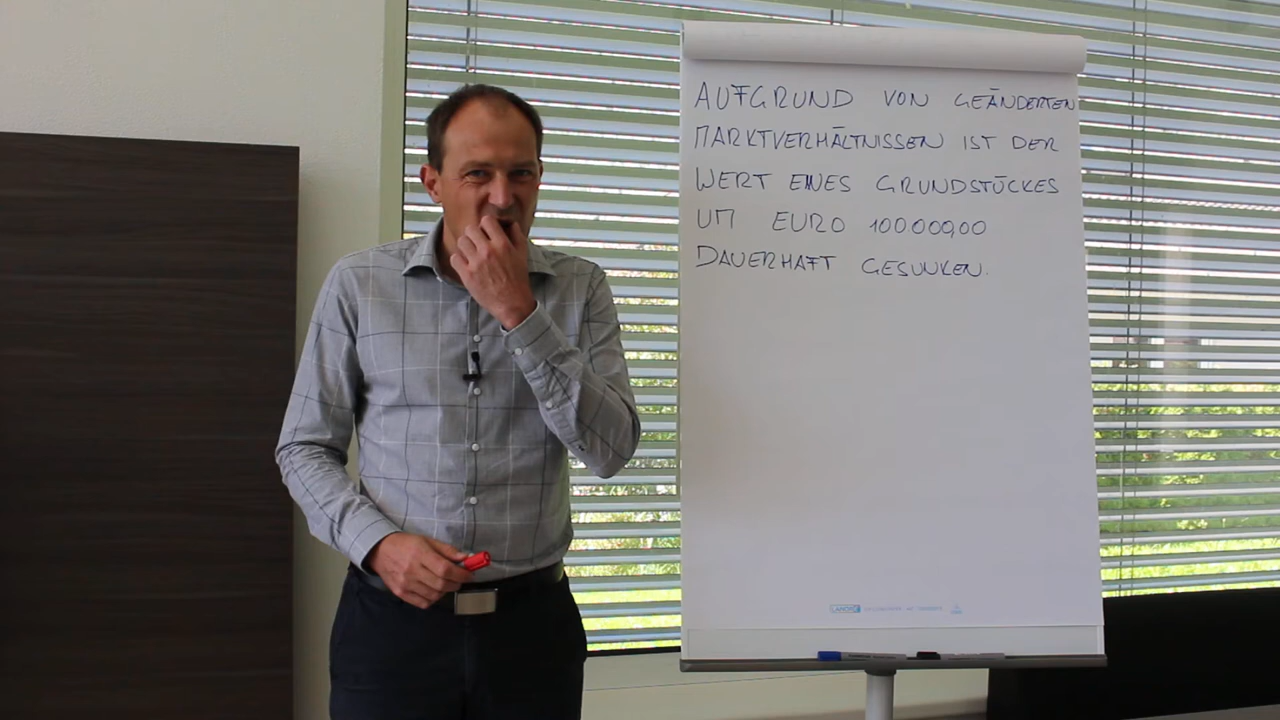 AUFGRUND VON GEÄNDERTEN
MARKTVERHÄLTNISSEN IST DER
WERT EINES GRUNDSTÜCKES
UM EURO 100.000,00
DAUERHAFT GESUNKEN.